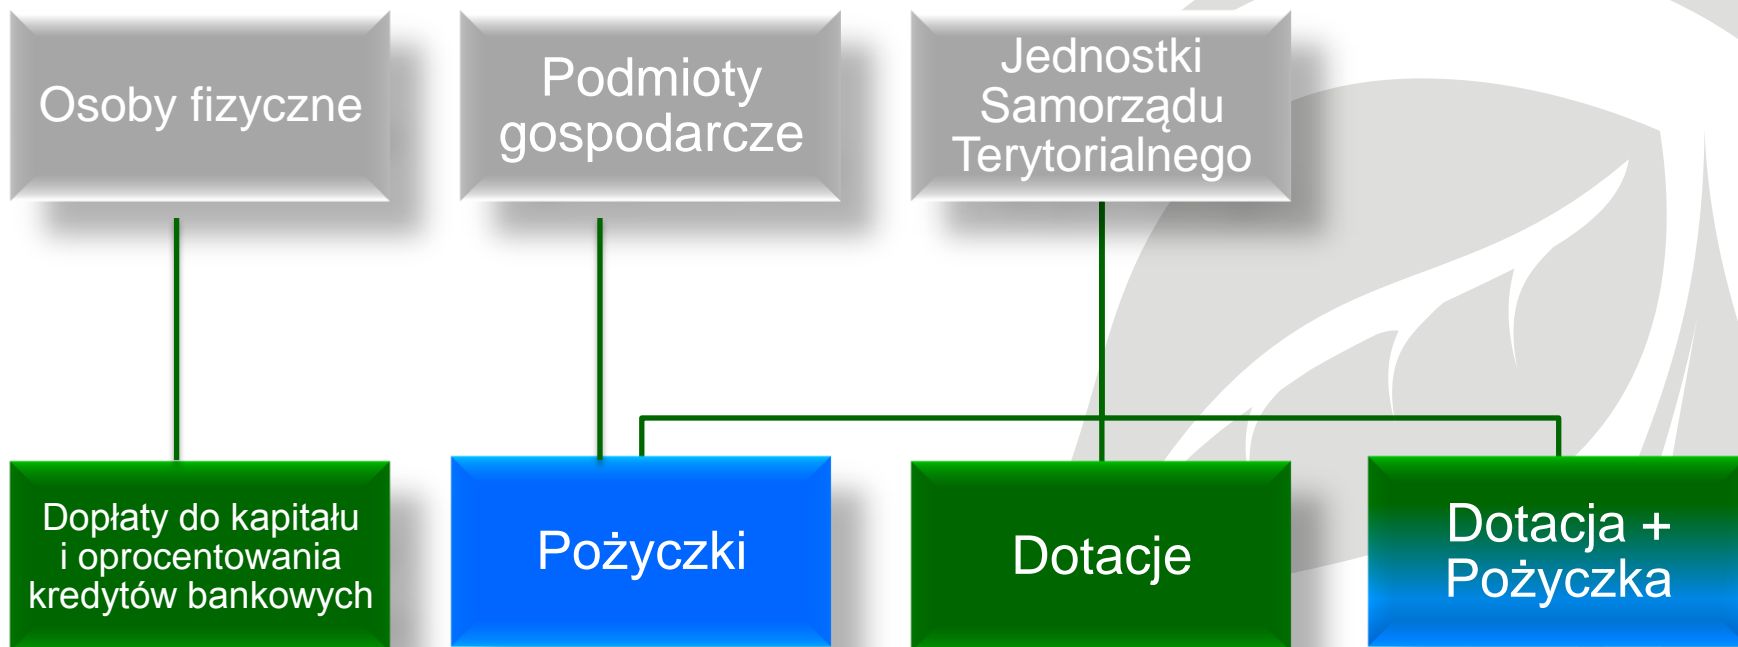 Osoby fizyczne
Podmioty
gospodarcze
Jednostki
Samorządu
Terytorialnego
Dopłaty do kapitału
i oprocentowania
kredytów bankowych
Pożyczki
Dotacje
Dotacja +
Pożyczka